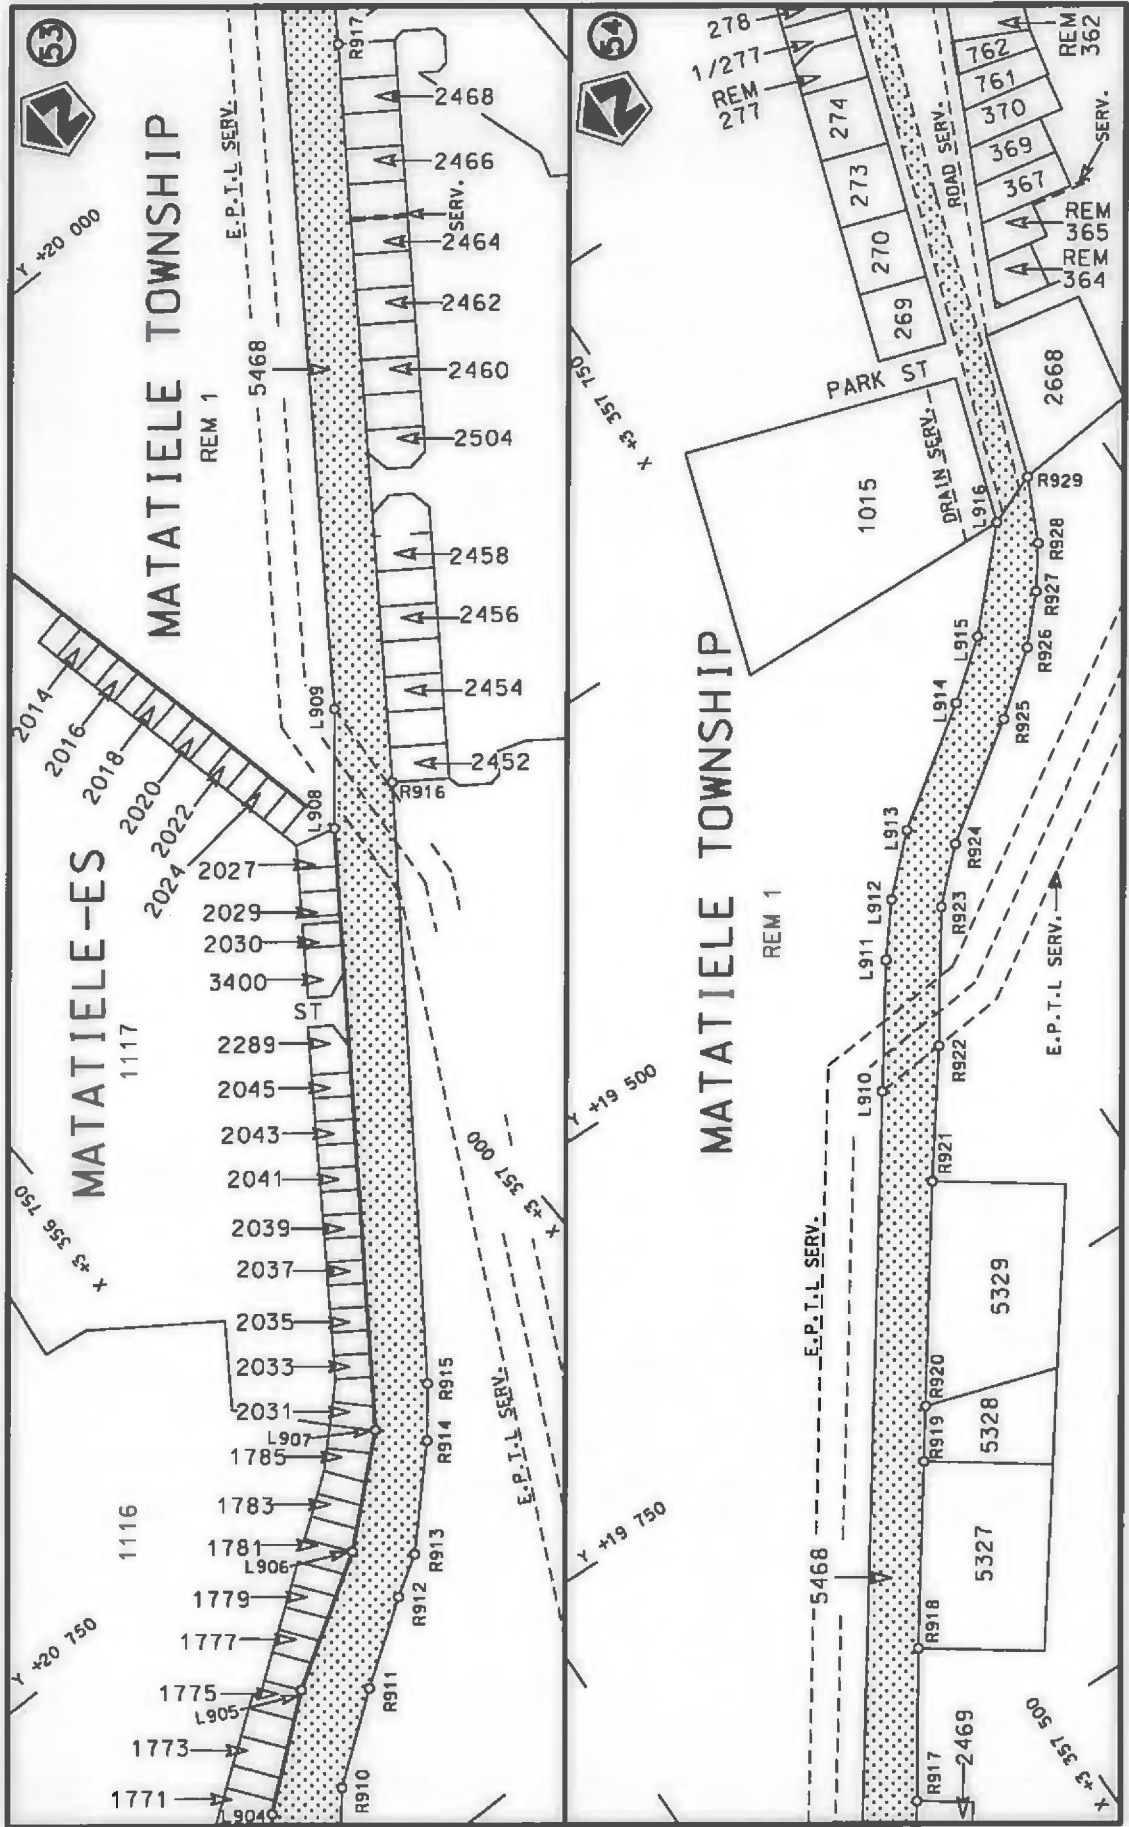 53
R917
2468
2466
SERV.
2464
2462
2460
2504
2458
2456
2454
2452
R916
Y +20 000
E.P.T.L SERV.
MATATIELE TOWNSHIP
REM 1
5468
L909
L908
2014
2016
2018
2020
2022
2024
MATATIELE-ES
1117
2027
2029
2030
3400
ST
2289
2045
2043
2041
2039
2037
2035
2033
2031
L907
1785
1783
1781
L906
1779
1777
1775
L905
1773
1771
L904
X +3 356 750
X +3 357 000
E.P.T.L SERV.
1116
Y +20 750
R915
R914
R913
R912
R911
R910
54
278
1/277
REM
277
274
273
270
269
ROAD SERV.
REM
362
762
761
370
369
367
SERV.
REM
365
REM
364
2668
PARK ST
DRAIN SERV.
1015
X +3 357 750
L916
R929
R928
R927
R926
L915
L914
R925
MATATIELE TOWNSHIP
REM 1
L913
R924
L912
R923
L911
L910
R922
E.P.T.L SERV.
Y +19 500
R921
E.P.T.L SERV.
5329
R920
5328
R919
5327
Y +19 750
5468
R918
2469
R917
X +3 357 500